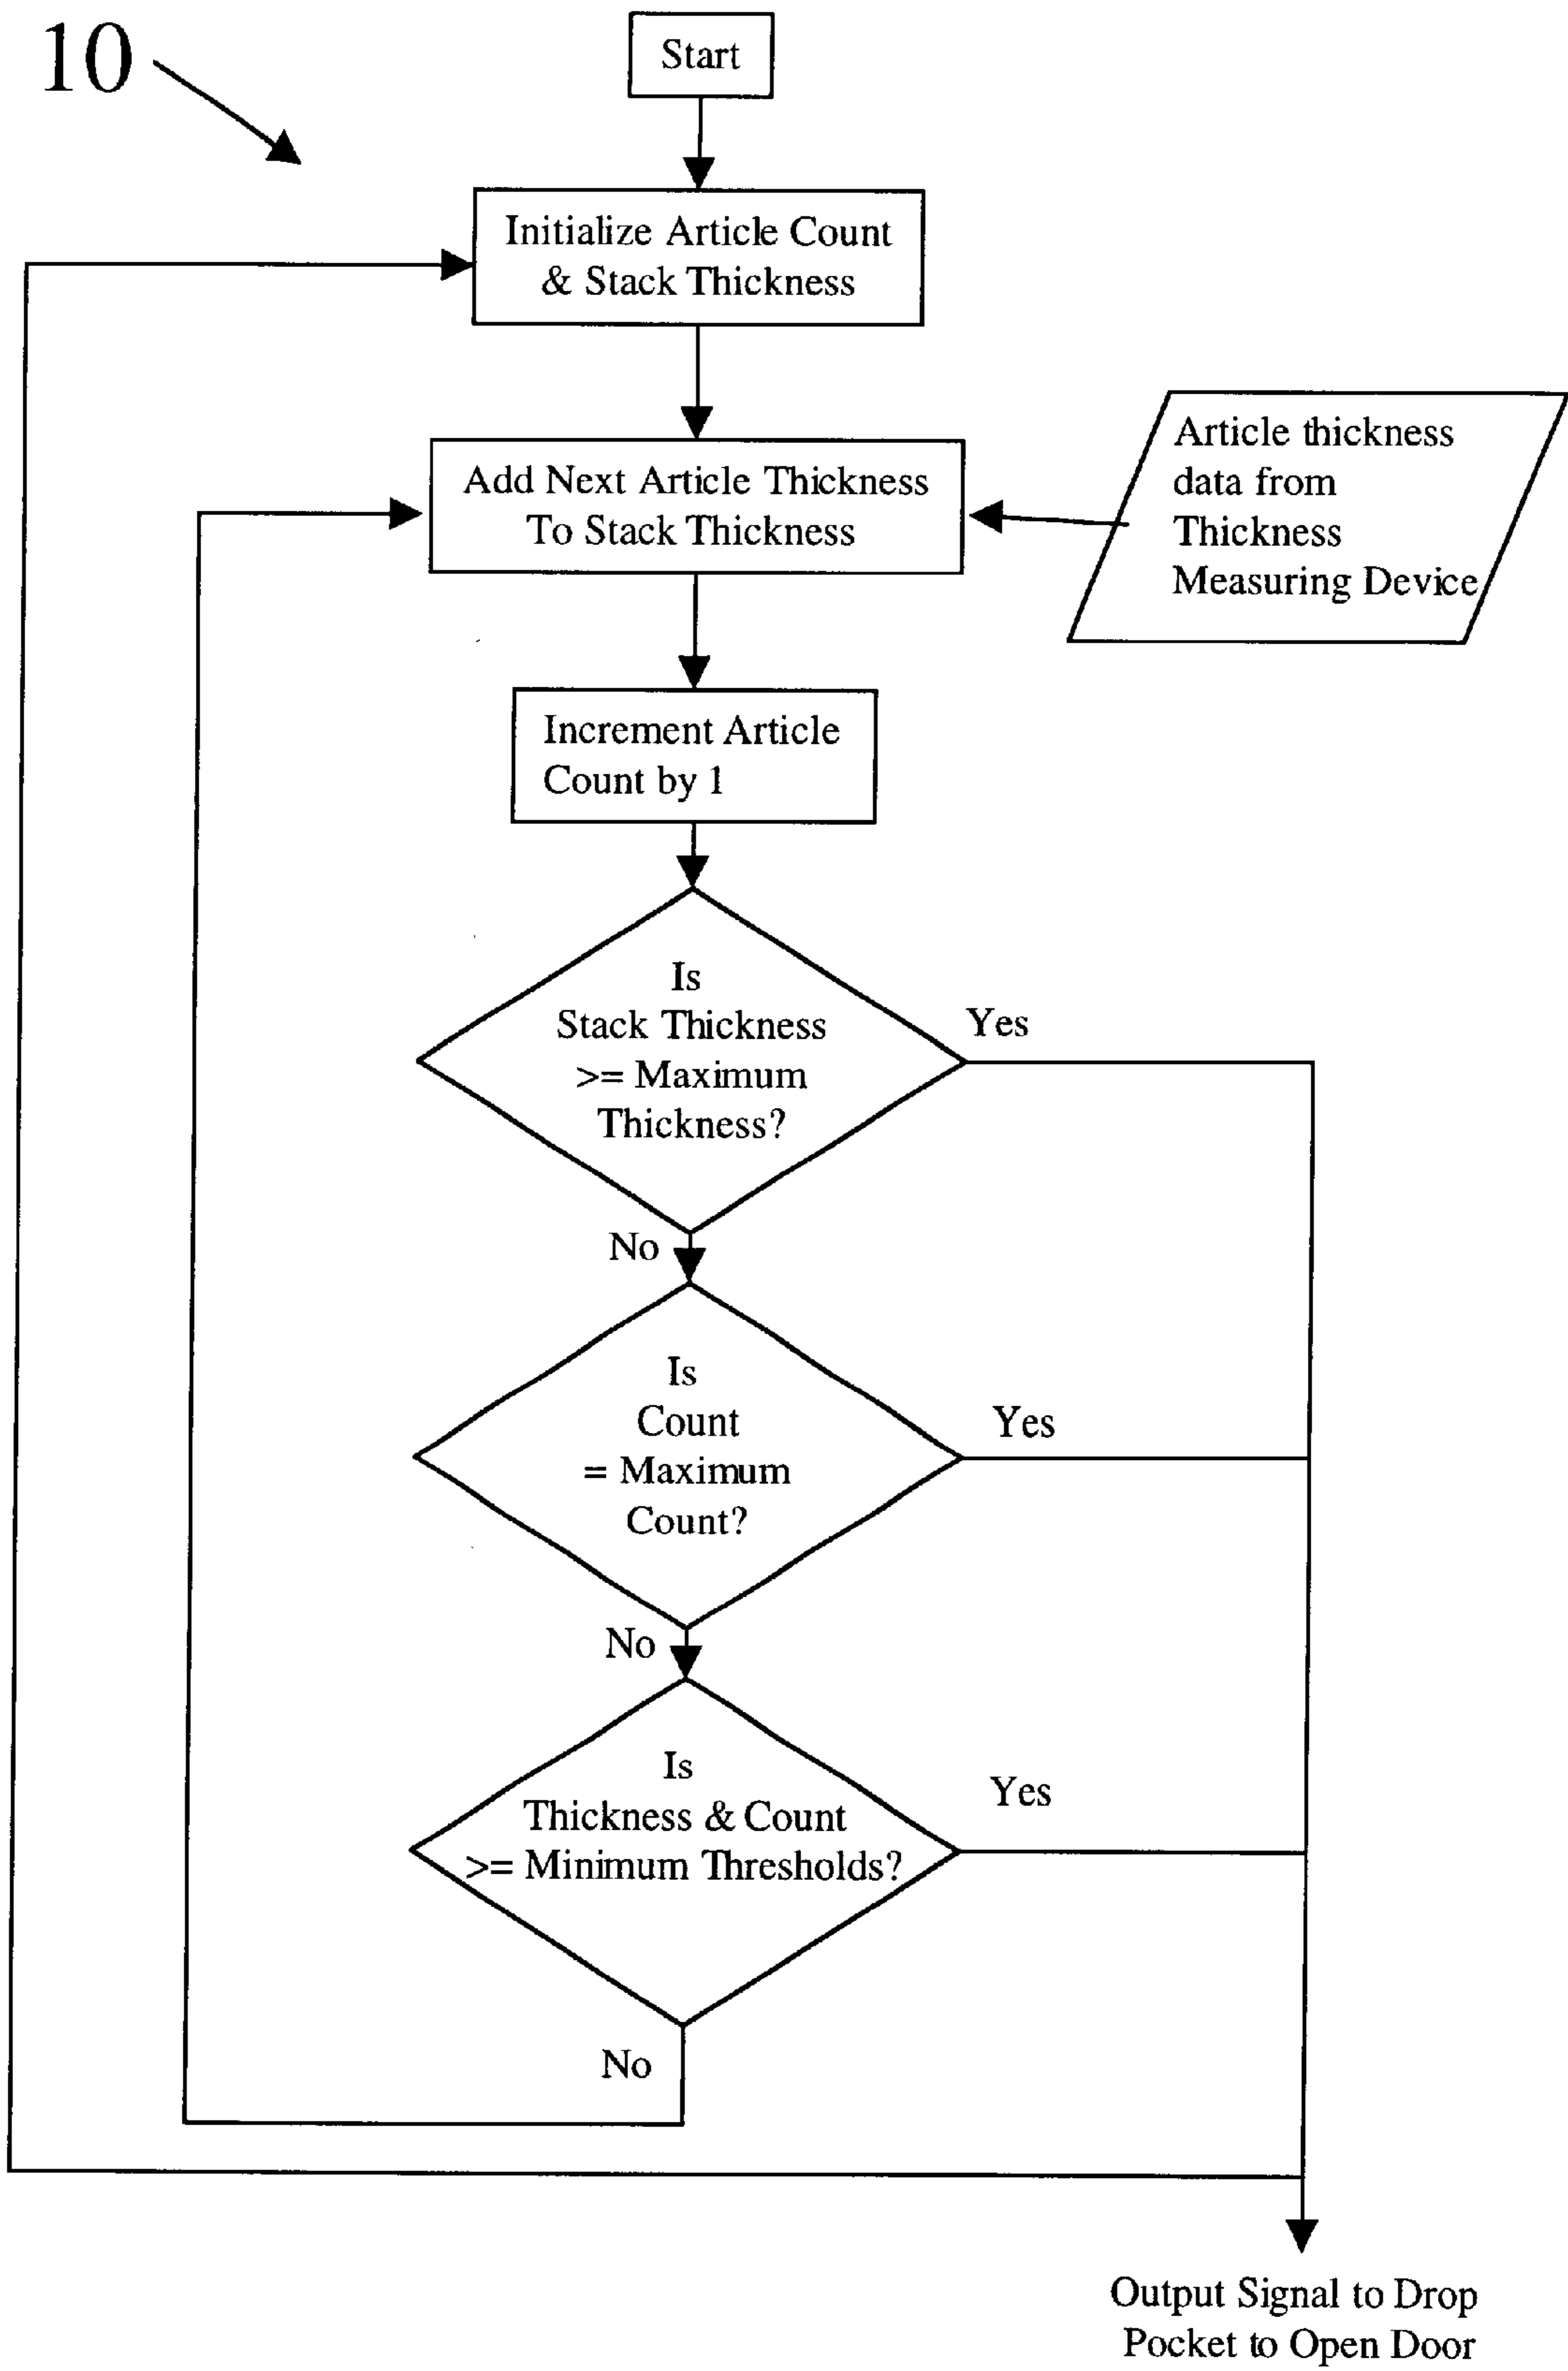 10
Start
Initialize Article Count
& Stack Thickness
Add Next Article Thickness
To Stack Thickness
Article thickness
data from
Thickness
Measuring Device
Increment Article
Count by 1
Is
Stack Thickness
>= Maximum
Thickness?
Yes
No
Is
Count
= Maximum
Count?
Yes
No
Is
Thickness & Count
>= Minimum Thresholds?
Yes
No
Output Signal to Drop
Pocket to Open Door